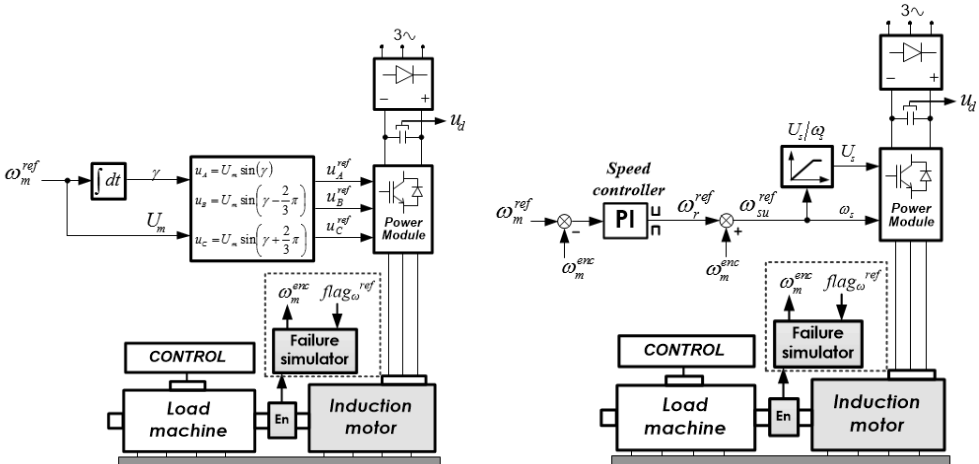 3∿
− +
u_d
ω_m^ref
∫dt
γ
U_m
u_A = U_m sin(γ)
u_B = U_m sin(γ − 2/3 π)
u_C = U_m sin(γ + 2/3 π)
u_A^ref
u_B^ref
u_C^ref
Power
Module
ω_m^enc
flag_ω^ref
Failure
simulator
CONTROL
Load
machine
En
Induction
motor
3∿
− +
u_d
U_s/ω_s
U_s
Speed
controller
ω_m^ref
−
PI
ω_r^ref
+
ω_su^ref
ω_s
ω_m^enc
ω_m^enc
Power
Module
ω_m^enc
flag_ω^ref
Failure
simulator
CONTROL
Load
machine
En
Induction
motor